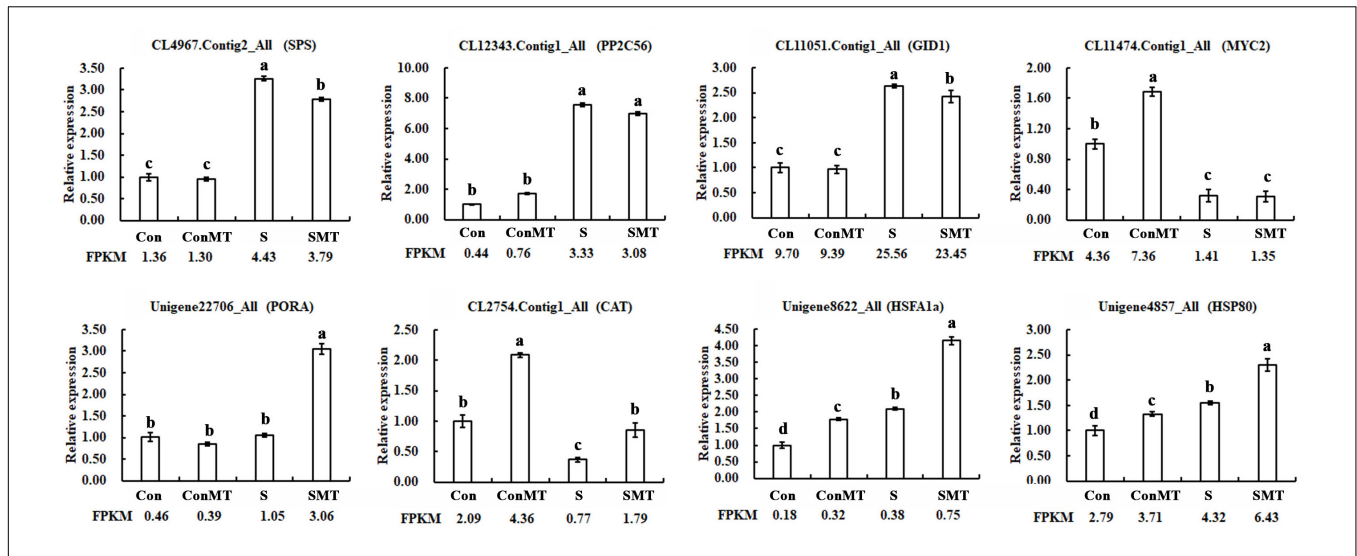 CL4967.Contig2_All (SPS)
Relative expression
3.50
3.00
2.50
2.00
1.50
1.00
0.50
0.00
c
c
a
b
Con ConMT S SMT
FPKM 1.36 1.30 4.43 3.79
CL12343.Contig1_All (PP2C56)
Relative expression
10.00
8.00
6.00
4.00
2.00
0.00
b
b
a
a
Con ConMT S SMT
FPKM 0.44 0.76 3.33 3.08
CL11051.Contig1_All (GID1)
Relative expression
3.00
2.50
2.00
1.50
1.00
0.50
0.00
c
c
a
b
Con ConMT S SMT
FPKM 9.70 9.39 25.56 23.45
CL11474.Contig1_All (MYC2)
Relative expression
2.00
1.60
1.20
0.80
0.40
0.00
b
a
c
c
Con ConMT S SMT
FPKM 4.36 7.36 1.41 1.35
Unigene22706_All (PORA)
Relative expression
3.50
3.00
2.50
2.00
1.50
1.00
0.50
0.00
b
b
b
a
Con ConMT S SMT
FPKM 0.46 0.39 1.05 3.06
CL2754.Contig1_All (CAT)
Relative expression
2.50
2.00
1.50
1.00
0.50
0.00
b
a
c
b
Con ConMT S SMT
FPKM 2.09 4.36 0.77 1.79
Unigene8622_All (HSFA1a)
Relative expression
4.50
4.00
3.50
3.00
2.50
2.00
1.50
1.00
0.50
0.00
d
c
b
a
Con ConMT S SMT
FPKM 0.18 0.32 0.38 0.75
Unigene4857_All (HSP80)
Relative expression
3.00
2.50
2.00
1.50
1.00
0.50
0.00
d
c
b
a
Con ConMT S SMT
FPKM 2.79 3.71 4.32 6.43